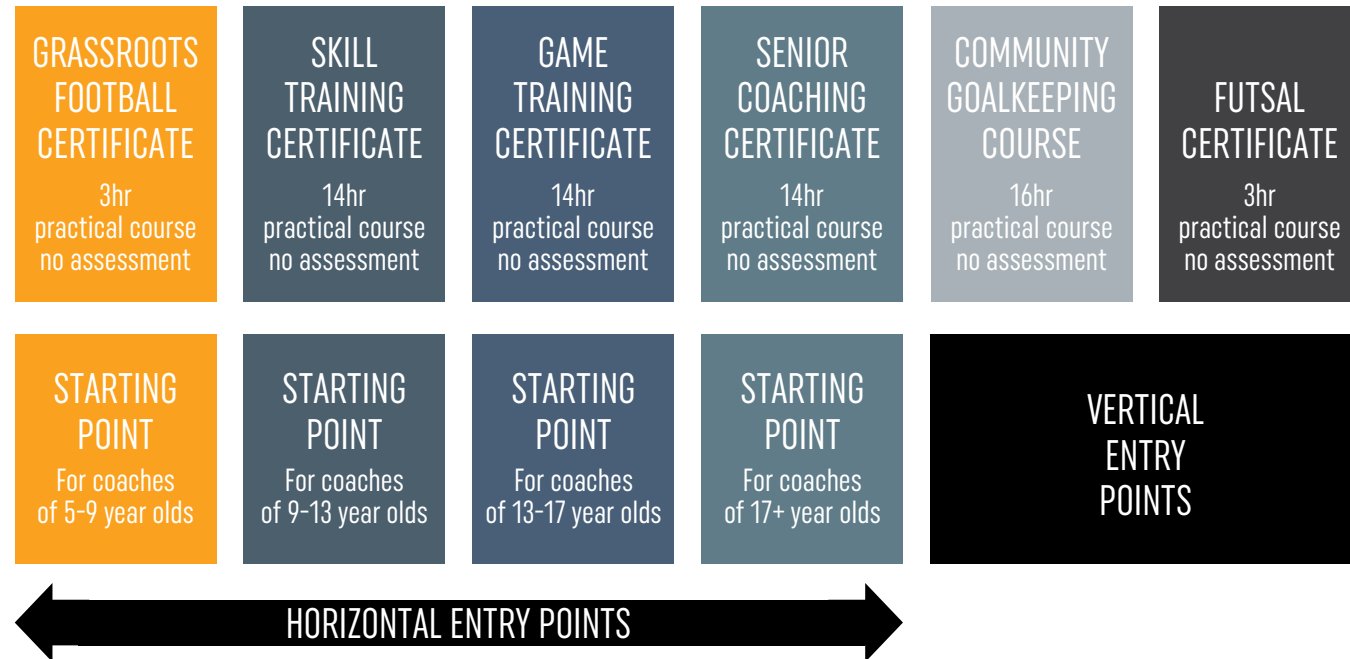 GRASSROOTS
FOOTBALL
CERTIFICATE
3hr
practical course
no assessment
SKILL
TRAINING
CERTIFICATE
14hr
practical course
no assessment
GAME
TRAINING
CERTIFICATE
14hr
practical course
no assessment
SENIOR
COACHING
CERTIFICATE
14hr
practical course
no assessment
COMMUNITY
GOALKEEPING
COURSE
16hr
practical course
no assessment
FUTSAL
CERTIFICATE
3hr
practical course
no assessment
STARTING
POINT
For coaches
of 5-9 year olds
STARTING
POINT
For coaches
of 9-13 year olds
STARTING
POINT
For coaches
of 13-17 year olds
STARTING
POINT
For coaches
of 17+ year olds
VERTICAL
ENTRY
POINTS
HORIZONTAL ENTRY POINTS